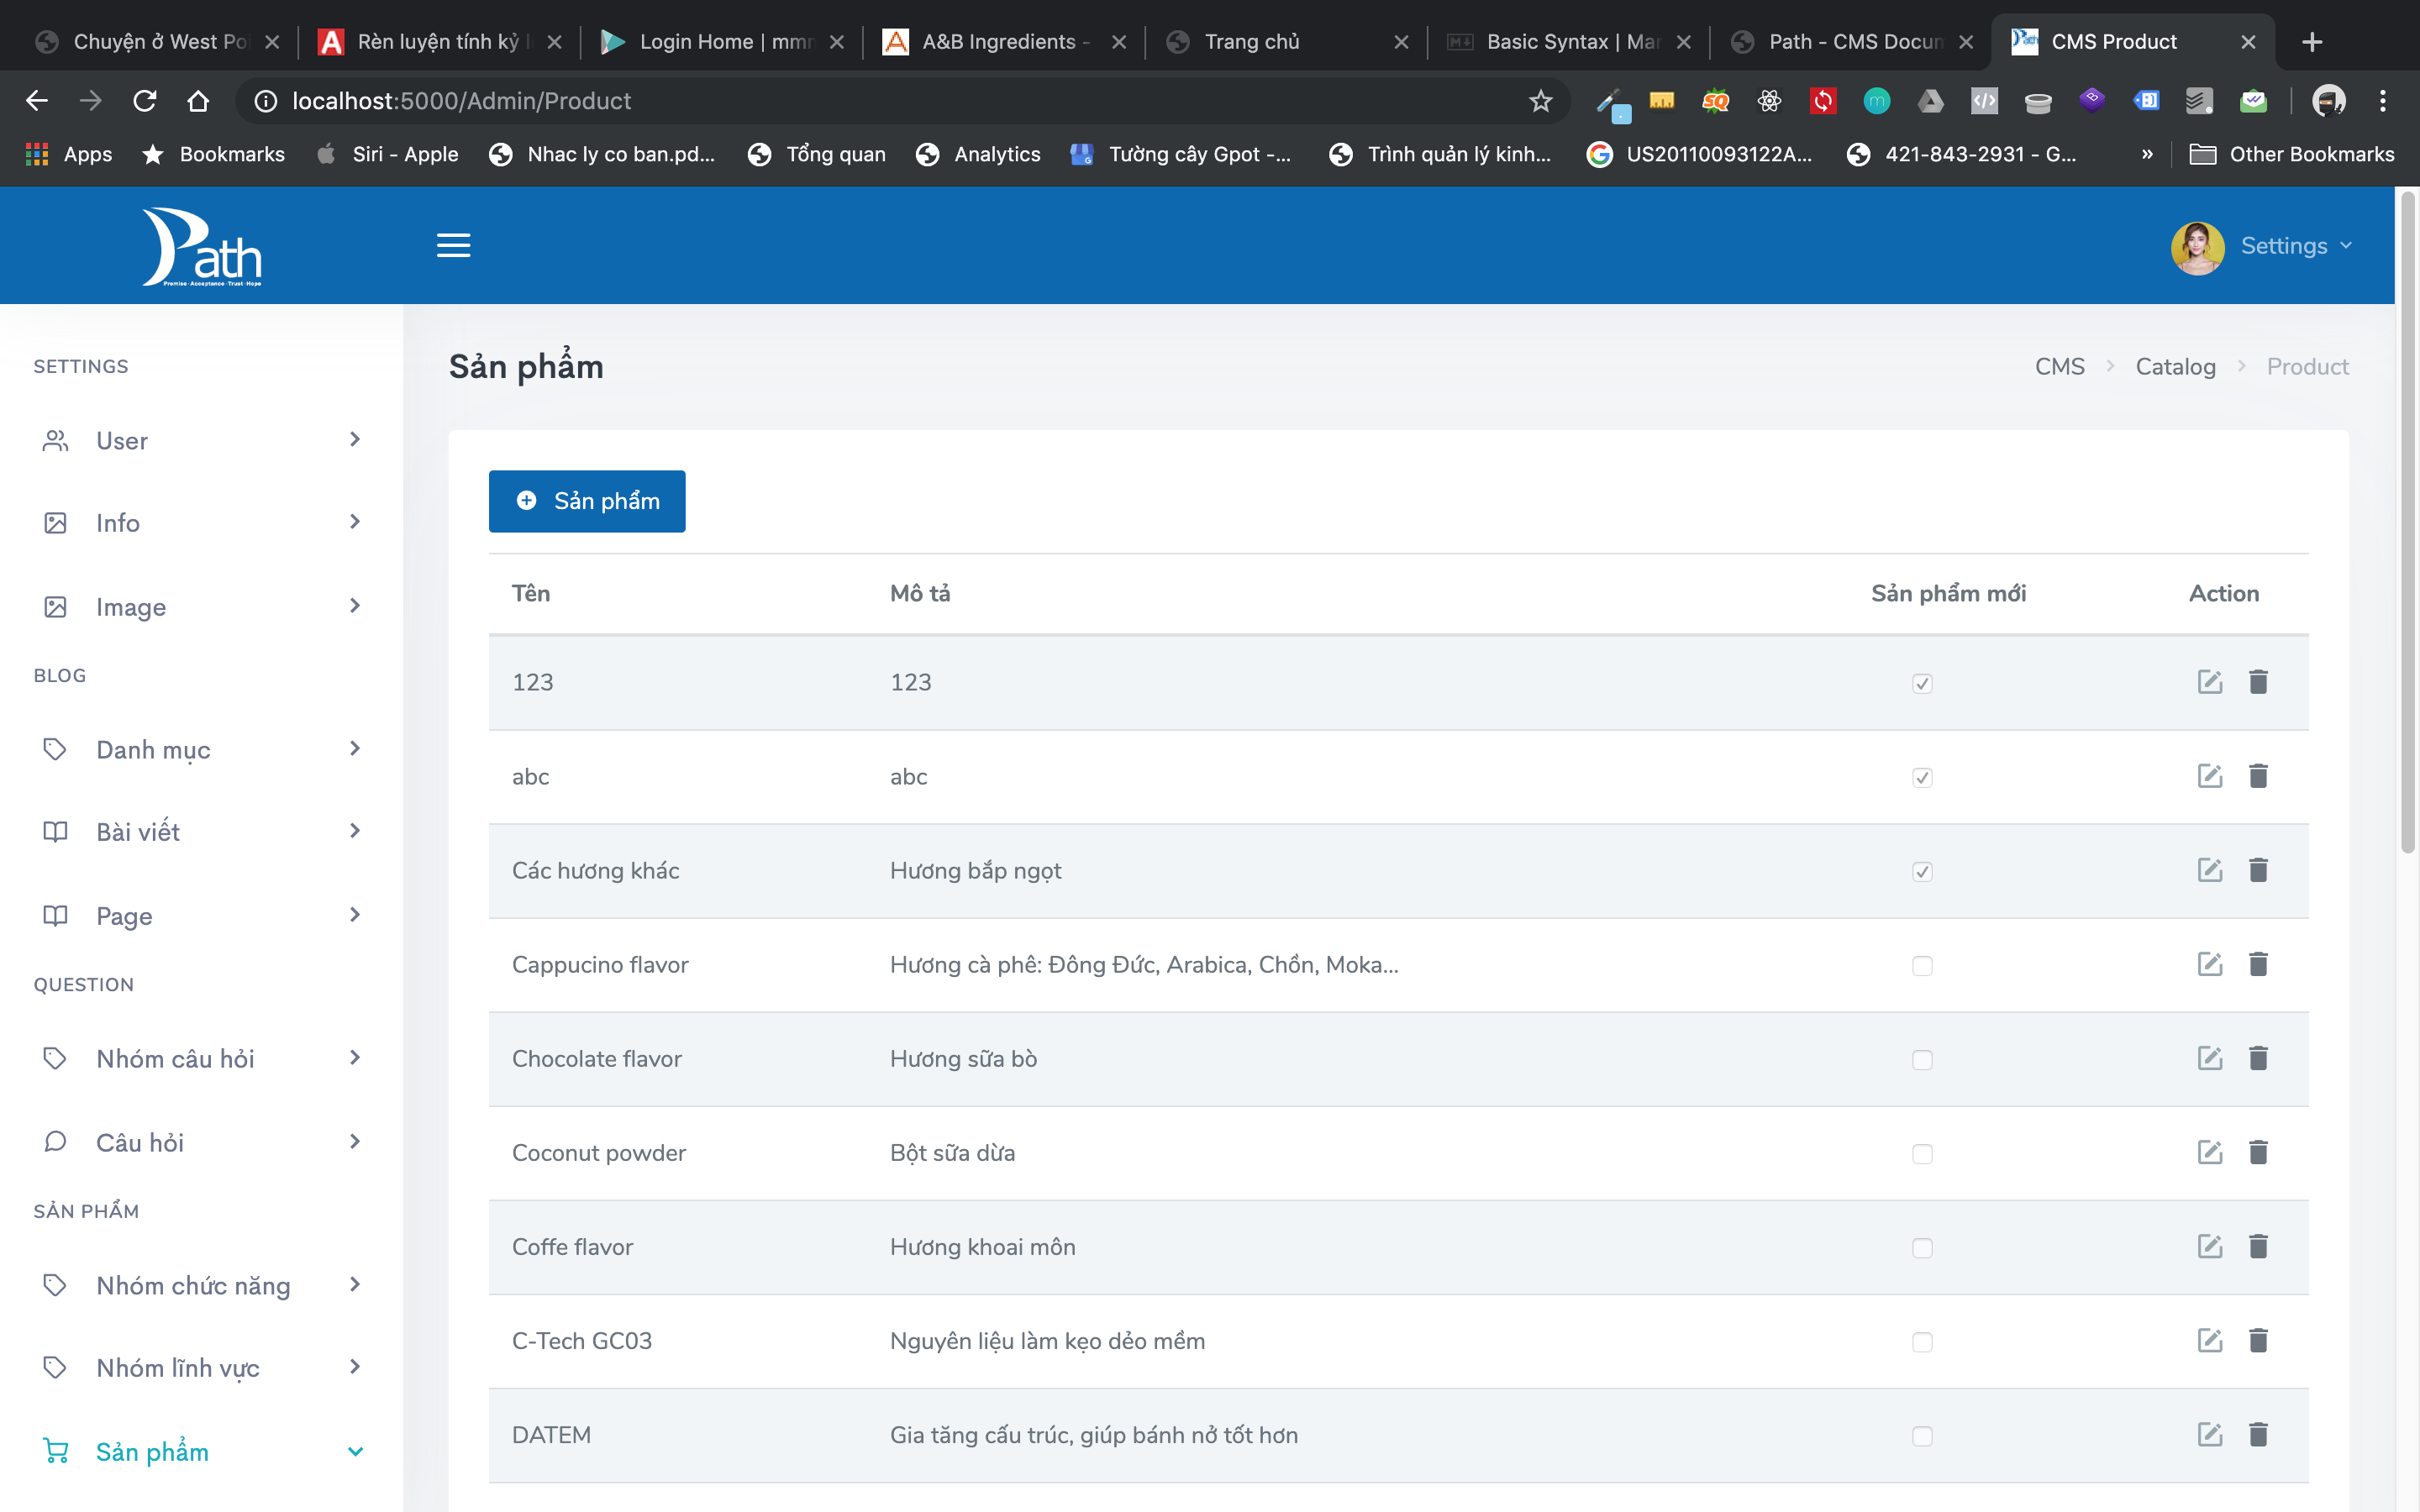 Chuyện ở West Poi
Rèn luyện tính kỷ l
Login Home | mmr
A&B Ingredients -
Trang chủ
Basic Syntax | Mar
Path - CMS Docum
CMS Product
localhost:5000/Admin/Product
Apps
Bookmarks
Siri - Apple
Nhac ly co ban.pd...
Tổng quan
Analytics
Tường cây Gpot -...
Trình quản lý kinh...
US20110093122A...
421-843-2931 - G...
»
Other Bookmarks
Path
Promise - Acceptance - Trust - Hope
Settings
SETTINGS
User
Info
Image
BLOG
Danh mục
Bài viết
Page
QUESTION
Nhóm câu hỏi
Câu hỏi
SẢN PHẨM
Nhóm chức năng
Nhóm lĩnh vực
Sản phẩm
Sản phẩm
CMS > Catalog > Product
Sản phẩm
Tên Mô tả Sản phẩm mới Action
123 123
abc abc
Các hương khác Hương bắp ngọt
Cappucino flavor Hương cà phê: Đông Đức, Arabica, Chồn, Moka...
Chocolate flavor Hương sữa bò
Coconut powder Bột sữa dừa
Coffe flavor Hương khoai môn
C-Tech GC03 Nguyên liệu làm kẹo dẻo mềm
DATEM Gia tăng cấu trúc, giúp bánh nở tốt hơn